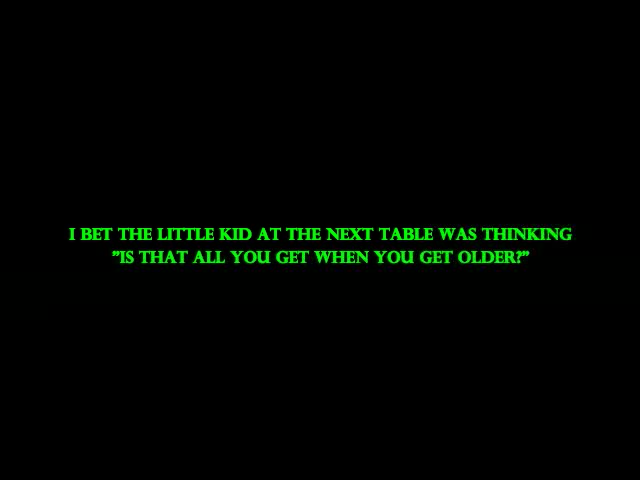 I BET THE LITTLE KID AT THE NEXT TABLE WAS THINKING
"IS THAT ALL YOU GET WHEN YOU GET OLDER?"